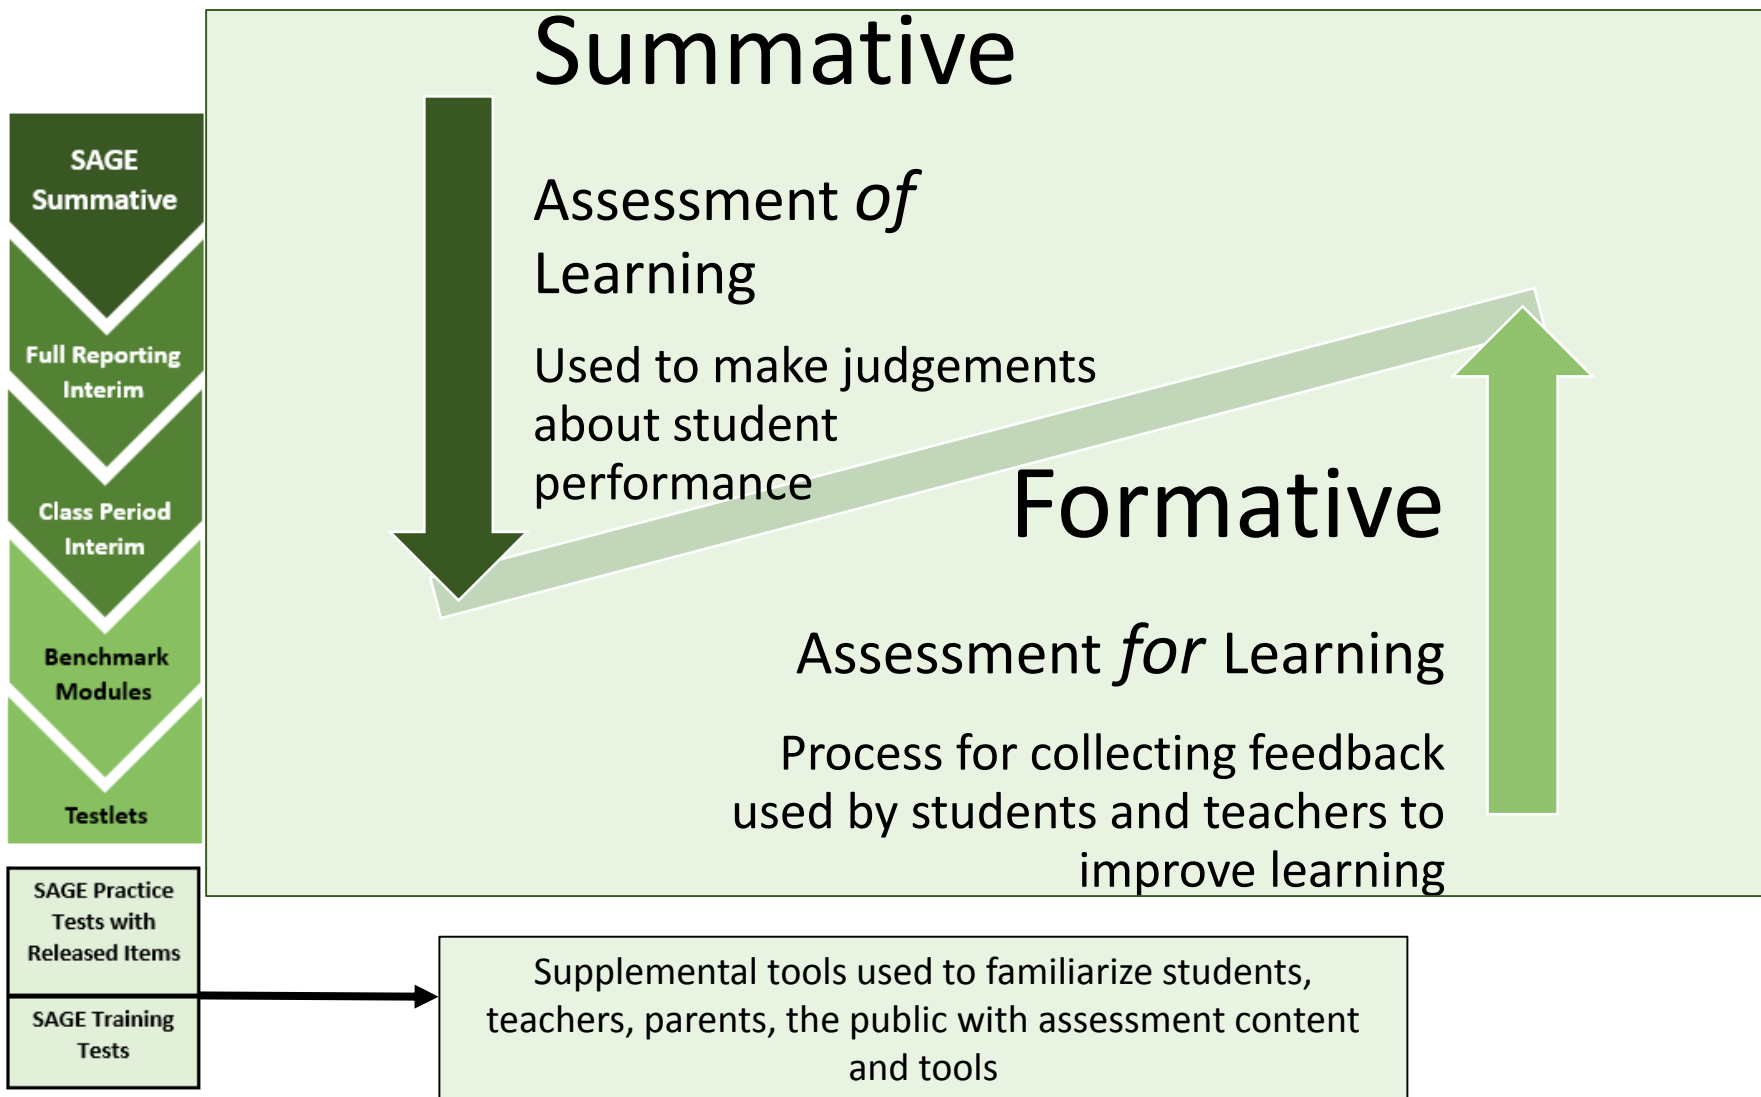 SAGE
Summative
Full Reporting
Interim
Class Period
Interim
Benchmark
Modules
Testlets
SAGE Practice
Tests with
Released Items
SAGE Training
Tests
Summative
Assessment of
Learning
Used to make judgements
about student
performance
Formative
Assessment for Learning
Process for collecting feedback
used by students and teachers to
improve learning
Supplemental tools used to familiarize students,
teachers, parents, the public with assessment content
and tools